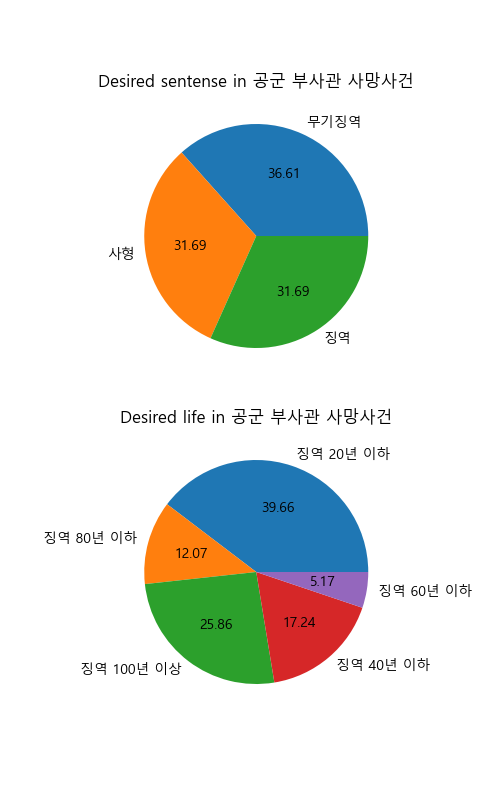 Desired sentense in 공군 부사관 사망사건
무기징역
36.61
사형
31.69
31.69
징역
Desired life in 공군 부사관 사망사건
징역 20년 이하
39.66
징역 80년 이하
12.07
5.17
징역 60년 이하
25.86
17.24
징역 100년 이상
징역 40년 이하